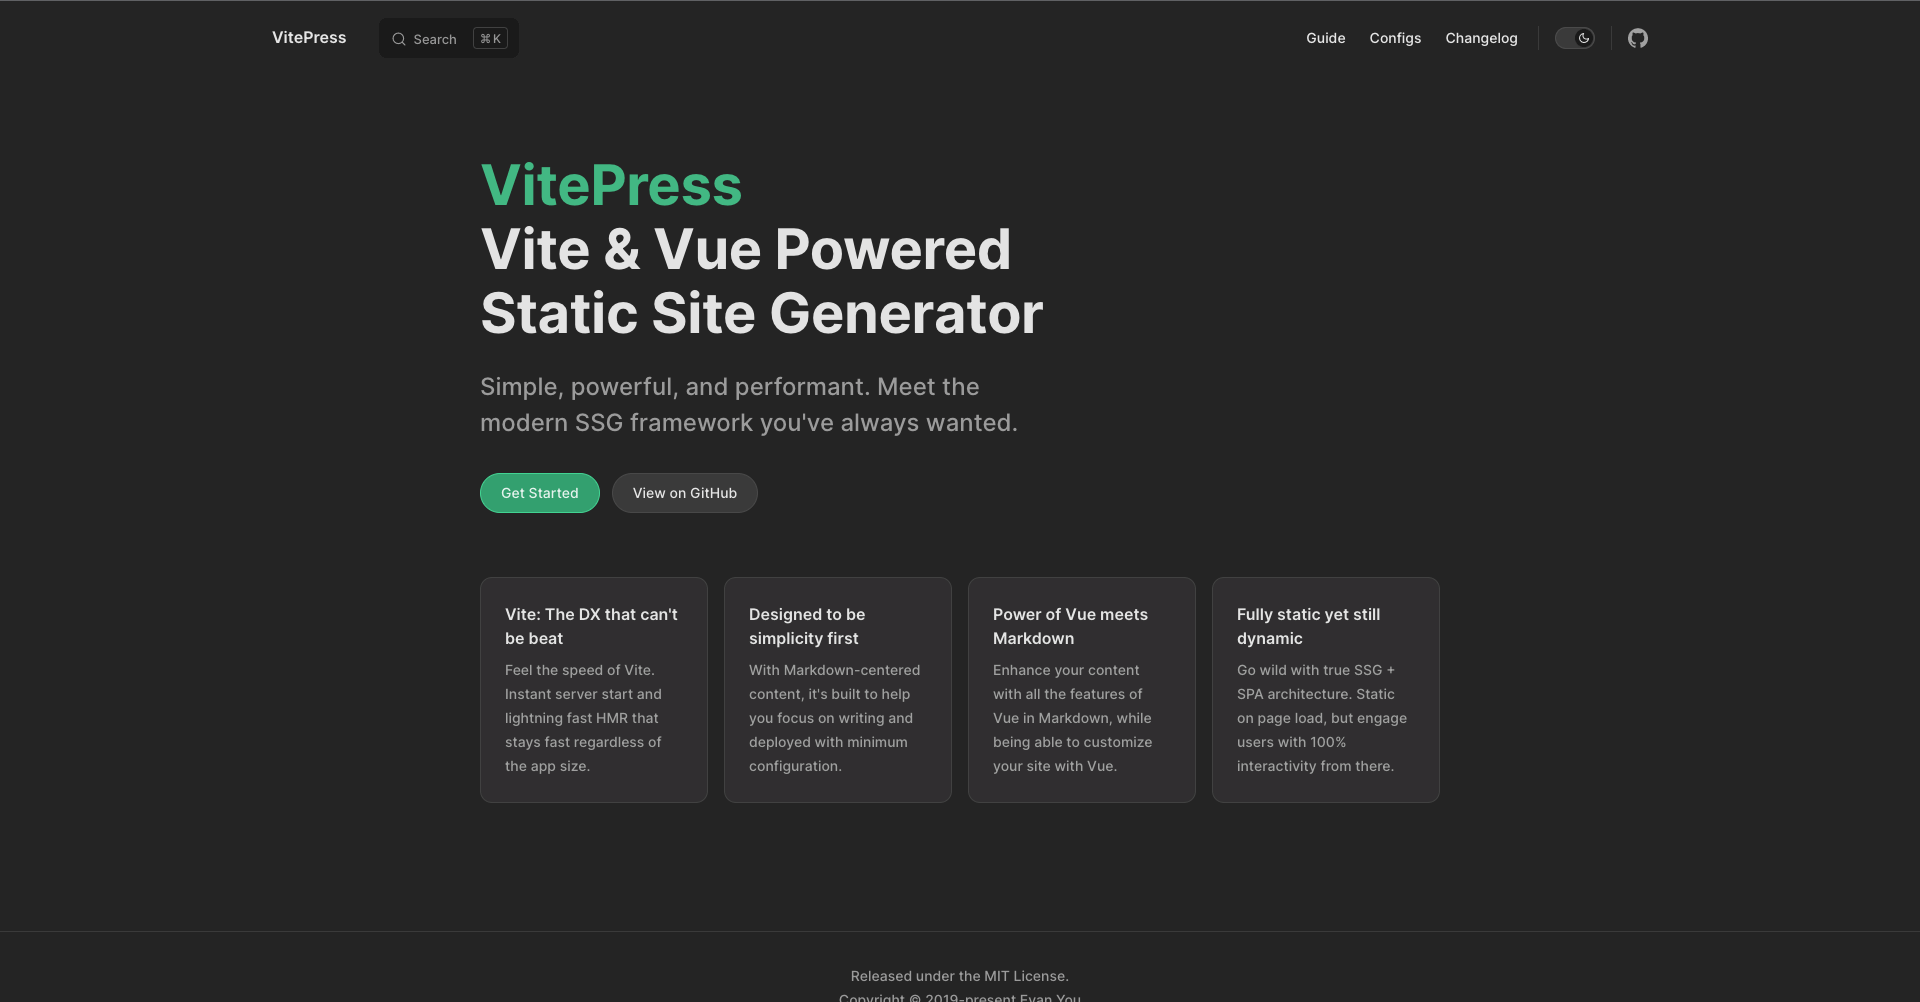 VitePress
Search ⌘ K
Guide Configs Changelog
VitePress
Vite & Vue Powered
Static Site Generator
Simple, powerful, and performant. Meet the
modern SSG framework you've always wanted.
Get Started View on GitHub
Vite: The DX that can't
be beat
Feel the speed of Vite.
Instant server start and
lightning fast HMR that
stays fast regardless of
the app size.
Designed to be
simplicity first
With Markdown-centered
content, it's built to help
you focus on writing and
deployed with minimum
configuration.
Power of Vue meets
Markdown
Enhance your content
with all the features of
Vue in Markdown, while
being able to customize
your site with Vue.
Fully static yet still
dynamic
Go wild with true SSG +
SPA architecture. Static
on page load, but engage
users with 100%
interactivity from there.
Released under the MIT License.
Copyright © 2019-present Evan You